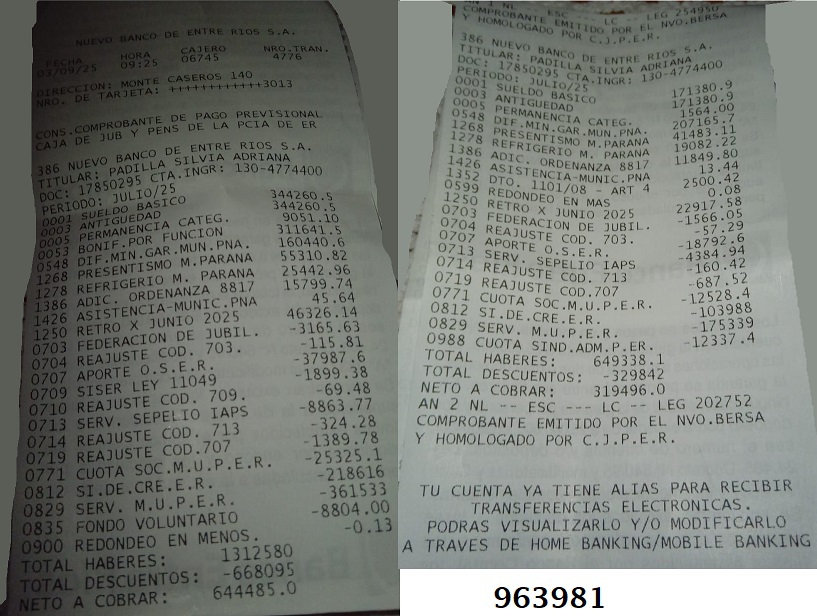 NUEVO BANCO DE ENTRE RIOS S.A.
FECHA HORA CAJERO NRO.TRAN.
03/09/25 09:25 06745 4776
DIRECCION: MONTE CASEROS 140
NRO. DE TARJETA: ++++++++++++3013
CONS.COMPROBANTE DE PAGO PREVISIONAL
CAJA DE JUB Y PENS DE LA PCIA DE ER
386 NUEVO BANCO DE ENTRE RIOS S.A.
TITULAR: PADILLA SILVIA ADRIANA
DOC: 17850295 CTA.INGR: 130-4774400
PERIODO: JULIO/25
0001 SUELDO BASICO 344260.5
0003 ANTIGUEDAD 344260.5
0005 PERMANENCIA CATEG. 9051.10
0053 BONIF.POR FUNCION 311641.5
0548 DIF.MIN.GAR.MUN.PNA. 160440.6
1268 PRESENTISMO M.PARANA 55310.82
1278 REFRIGERIO M. PARANA 25442.96
1386 ADIC. ORDENANZA 8817 15799.74
1426 ASISTENCIA-MUNIC.PNA 45.64
1250 RETRO X JUNIO 2025 46326.14
0703 FEDERACION DE JUBIL. -3165.63
0704 REAJUSTE COD. 703. -115.81
0707 APORTE O.S.E.R. -37987.6
0709 SISER LEY 11049 -1899.38
0710 REAJUSTE COD. 709. -69.48
0713 SERV. SEPELIO IAPS -8863.77
0714 REAJUSTE COD. 713 -324.28
0719 REAJUSTE COD.707 -1389.78
0771 CUOTA SOC.M.U.P.E.R. -25325.1
0812 SI.DE.CRE.E.R. -218616
0829 SERV. M.U.P.E.R. -361533
0835 FONDO VOLUNTARIO -8804.00
0900 REDONDEO EN MENOS. -0.13
TOTAL HABERES: 1312580
TOTAL DESCUENTOS: -668095
NETO A COBRAR: 644485.0
NL -- ESC --- LC -- LEG 254950
COMPROBANTE EMITIDO POR EL NVO.BERSA
Y HOMOLOGADO POR C.J.P.E.R.
386 NUEVO BANCO DE ENTRE RIOS S.A.
TITULAR: PADILLA SILVIA ADRIANA
DOC: 17850295 CTA.INGR: 130-4774400
PERIODO: JULIO/25
0001 SUELDO BASICO 171380.9
0003 ANTIGUEDAD 171380.9
0005 PERMANENCIA CATEG. 1564.00
0548 DIF.MIN.GAR.MUN.PNA. 207165.7
1268 PRESENTISMO M.PARANA 41483.11
1278 REFRIGERIO M. PARANA 19082.22
1386 ADIC. ORDENANZA 8817 11849.80
1426 ASISTENCIA-MUNIC.PNA 13.44
1352 DTO. 1101/08 - ART 4 2500.42
0599 REDONDEO EN MAS 0.08
1250 RETRO X JUNIO 2025 22917.58
0703 FEDERACION DE JUBIL. -1566.05
0704 REAJUSTE COD. 703. -57.29
0707 APORTE O.S.E.R. -18792.6
0713 SERV. SEPELIO IAPS -4384.94
0714 REAJUSTE COD. 713 -160.42
0719 REAJUSTE COD.707 -687.52
0771 CUOTA SOC.M.U.P.E.R. -12528.4
0812 SI.DE.CRE.E.R. -103988
0829 SERV. M.U.P.E.R. -175339
0988 CUOTA SIND.ADM.P.ER. -12337.4
TOTAL HABERES: 649338.1
TOTAL DESCUENTOS: -329842
NETO A COBRAR: 319496.0
AN 2 NL -- ESC --- LC -- LEG 202752
COMPROBANTE EMITIDO POR EL NVO.BERSA
Y HOMOLOGADO POR C.J.P.E.R.
TU CUENTA YA TIENE ALIAS PARA RECIBIR
TRANSFERENCIAS ELECTRONICAS.
PODRAS VISUALIZARLO Y/O MODIFICARLO
A TRAVES DE HOME BANKING/MOBILE BANKING
963981